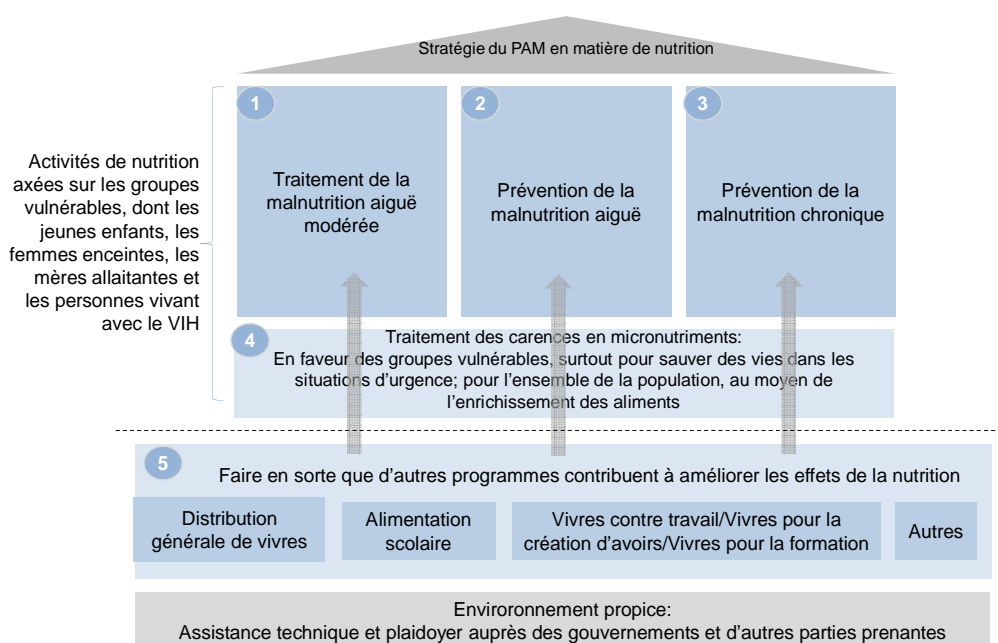 Stratégie du PAM en matière de nutrition
1
2
3
Activités de nutrition
axées sur les groupes
vulnérables, dont les
jeunes enfants, les
femmes enceintes, les
mères allaitantes et
les personnes vivant
avec le VIH
Traitement de la
malnutrition aiguë
modérée
Prévention de la
malnutrition aiguë
Prévention de la
malnutrition chronique
4
Traitement des carences en micronutriments:
En faveur des groupes vulnérables, surtout pour sauver des vies dans les
situations d'urgence; pour l'ensemble de la population, au moyen de
l'enrichissement des aliments
5
Faire en sorte que d'autres programmes contribuent à améliorer les effets de la nutrition
Distribution
générale de vivres
Alimentation
scolaire
Vivres contre travail/Vivres pour la
création d'avoirs/Vivres pour la formation
Autres
Enviroronnement propice:
Assistance technique et plaidoyer auprès des gouvernements et d'autres parties prenantes